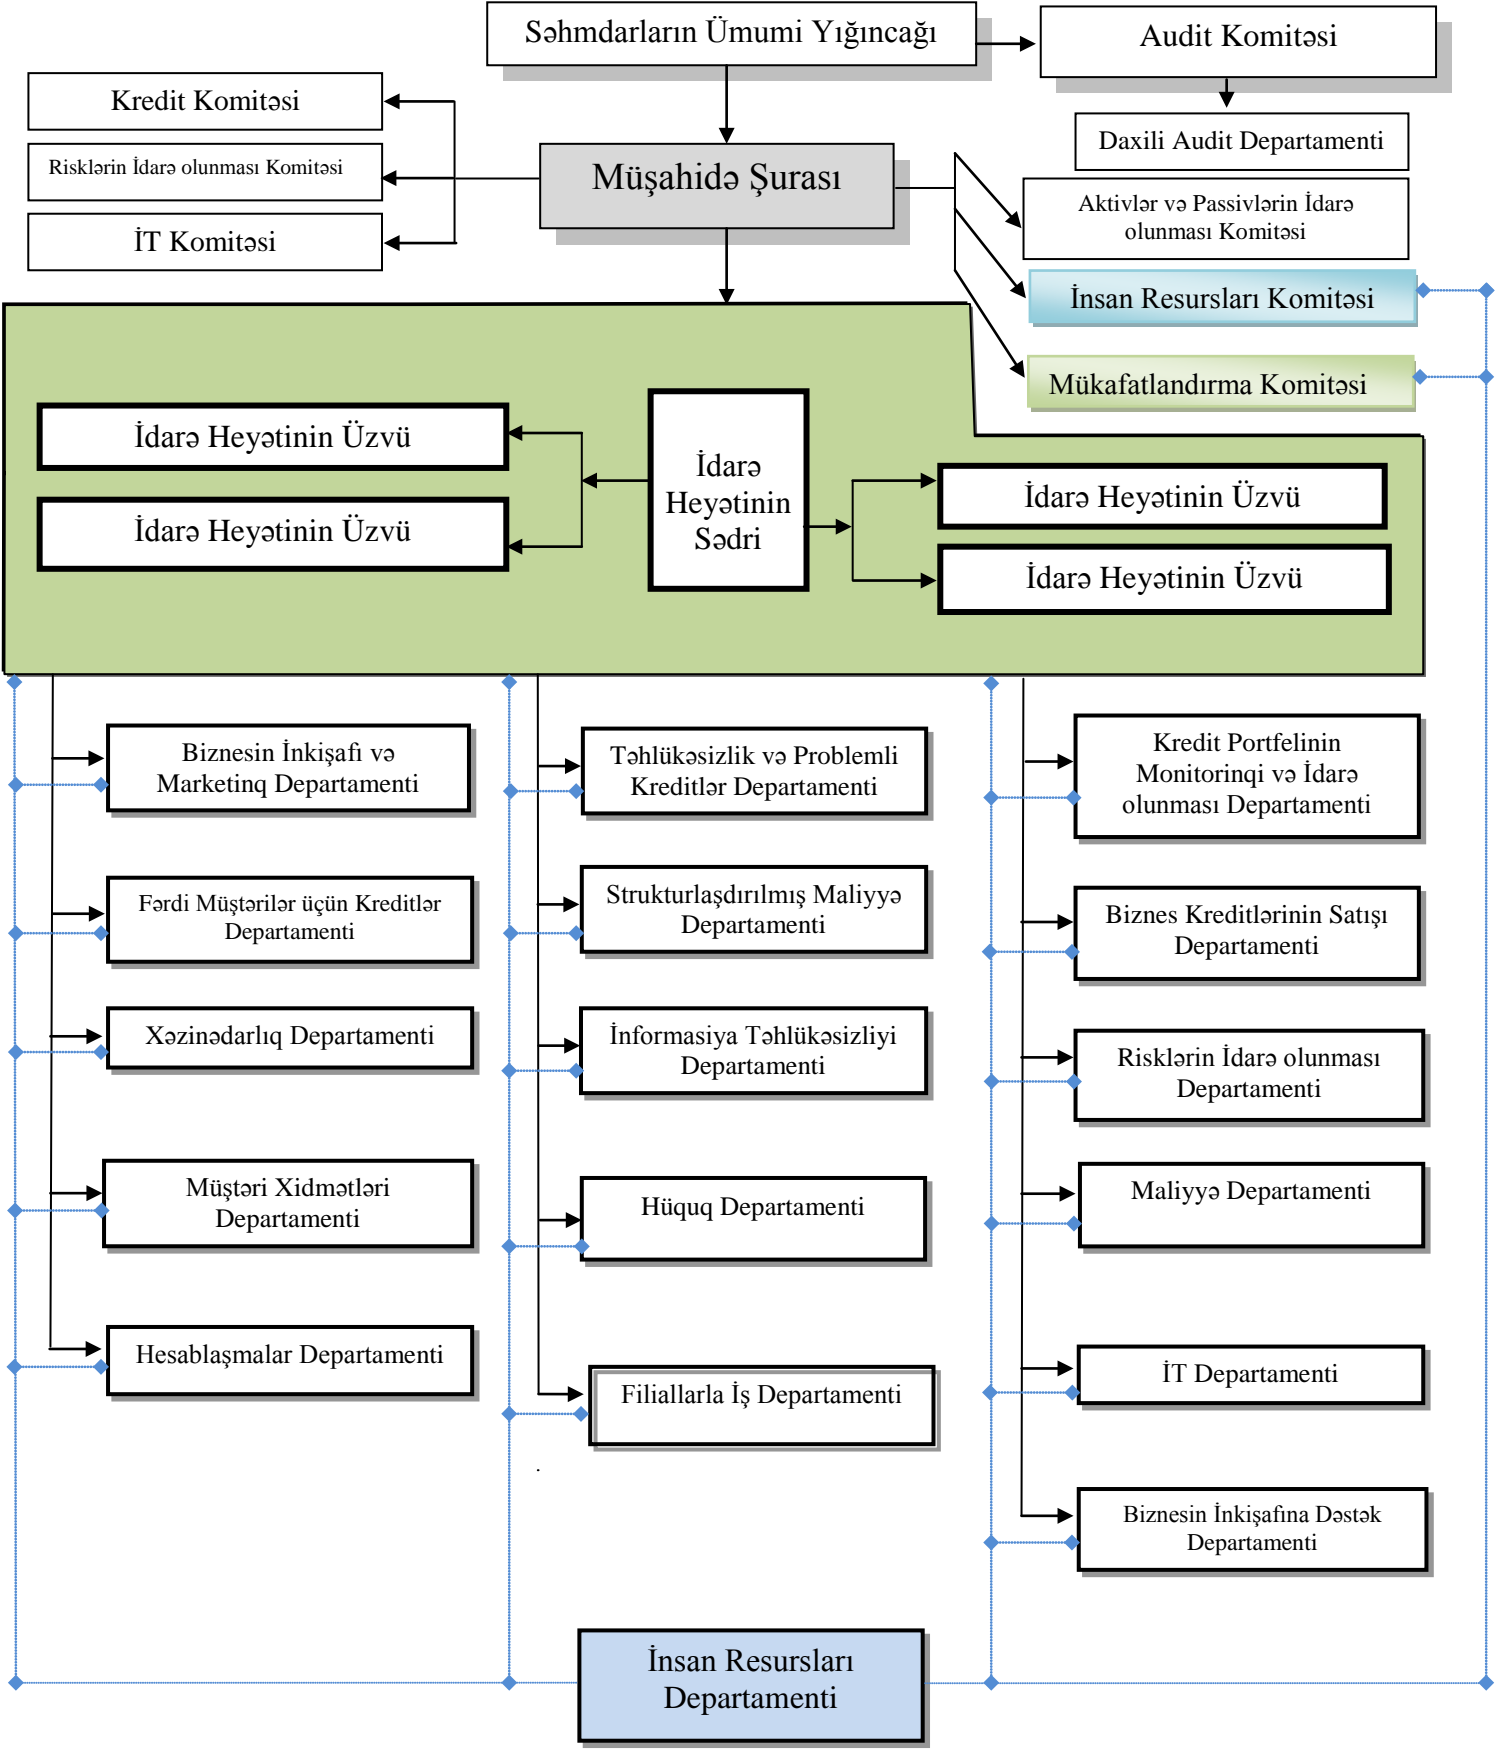 Səhmdarların Ümumi Yığıncağı
Audit Komitəsi
Kredit Komitəsi
Daxili Audit Departamenti
Risklərin İdarə olunması Komitəsi
Müşahidə Şurası
Aktivlər və Passivlərin İdarə
olunması Komitəsi
İT Komitəsi
İnsan Resursları Komitəsi
Mükafatlandırma Komitəsi
İdarə Heyətinin Üzvü
İdarə Heyətinin Üzvü
İdarə
Heyətinin
Sədri
İdarə Heyətinin Üzvü
İdarə Heyətinin Üzvü
Biznesin İnkişafı və
Marketinq Departamenti
Fərdi Müştərilər üçün Kreditlər
Departamenti
Xəzinədarlıq Departamenti
Müştəri Xidmətləri
Departamenti
Hesablaşmalar Departamenti
Təhlükəsizlik və Problemli
Kreditlər Departamenti
Strukturlaşdırılmış Maliyyə
Departamenti
İnformasiya Təhlükəsizliyi
Departamenti
Hüquq Departamenti
Filiallarla İş Departamenti
.
Kredit Portfelinin
Monitorinqi və İdarə
olunması Departamenti
Biznes Kreditlərinin Satışı
Departamenti
Risklərin İdarə olunması
Departamenti
Maliyyə Departamenti
İT Departamenti
Biznesin İnkişafına Dəstək
Departamenti
İnsan Resursları
Departamenti